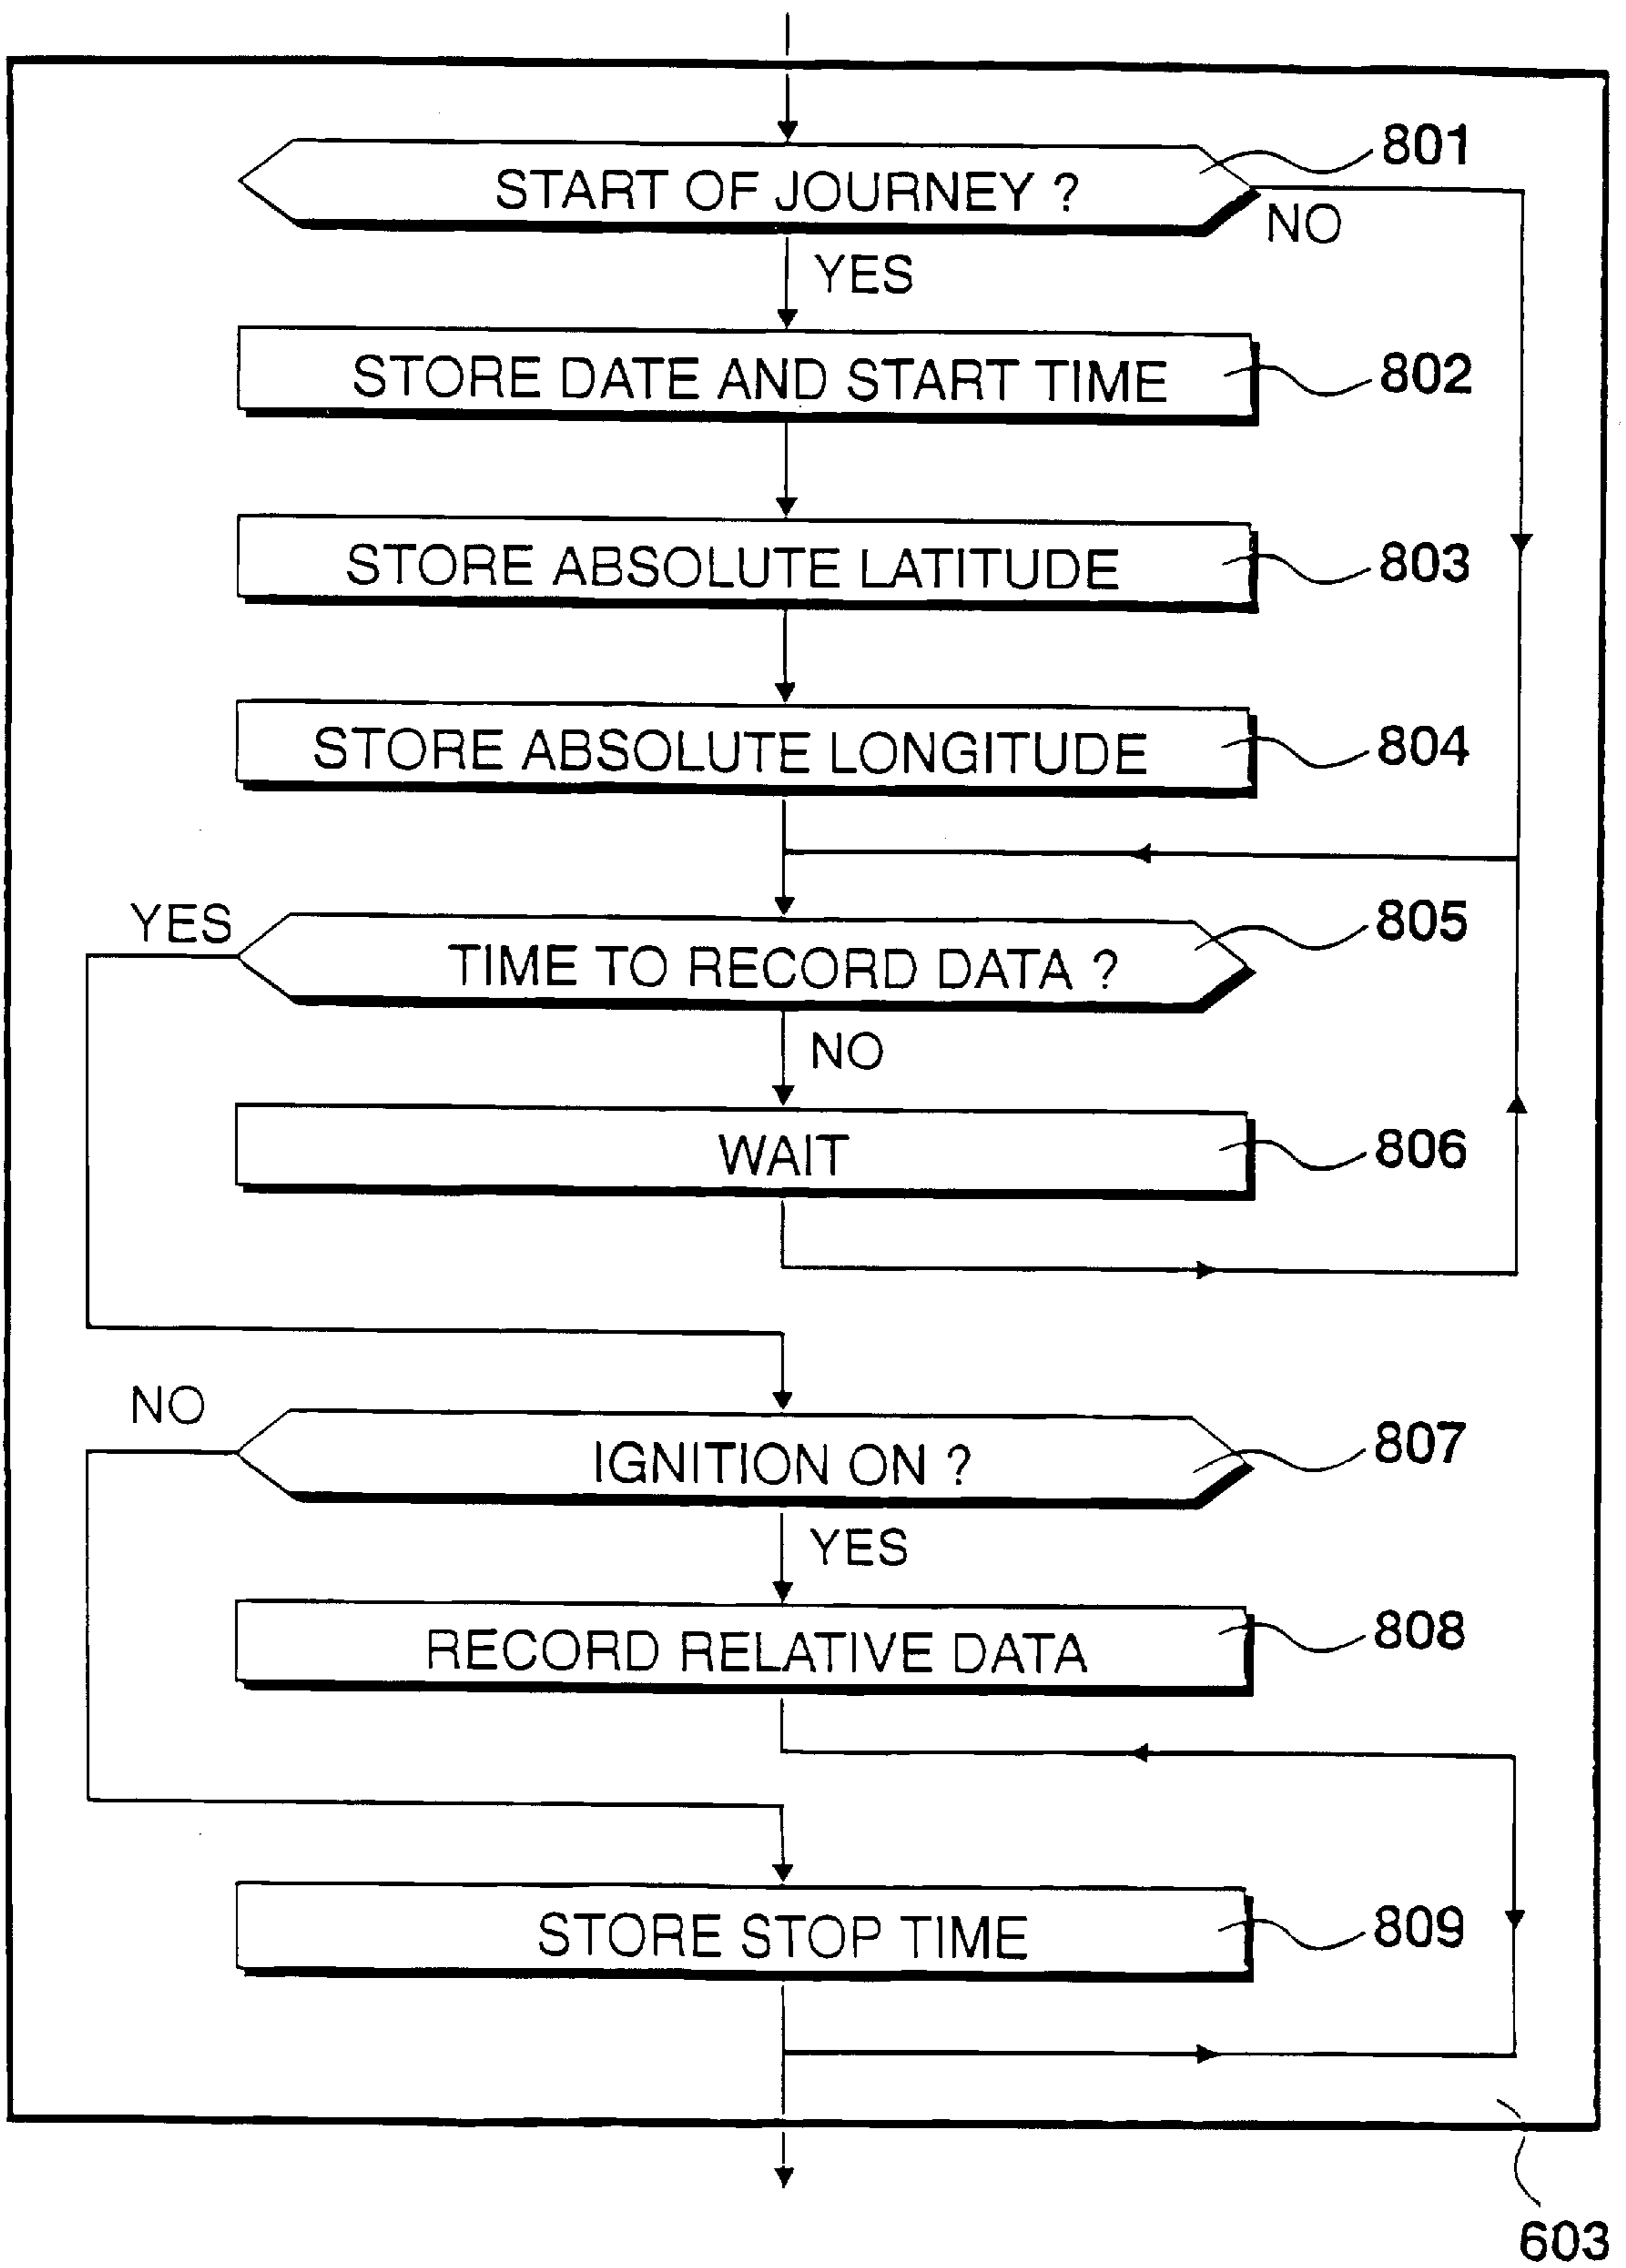 START OF JOURNEY ?
801
NO
YES
STORE DATE AND START TIME
802
STORE ABSOLUTE LATITUDE
803
STORE ABSOLUTE LONGITUDE
804
YES
TIME TO RECORD DATA ?
805
NO
WAIT
806
NO
IGNITION ON ?
807
YES
RECORD RELATIVE DATA
808
STORE STOP TIME
809
603